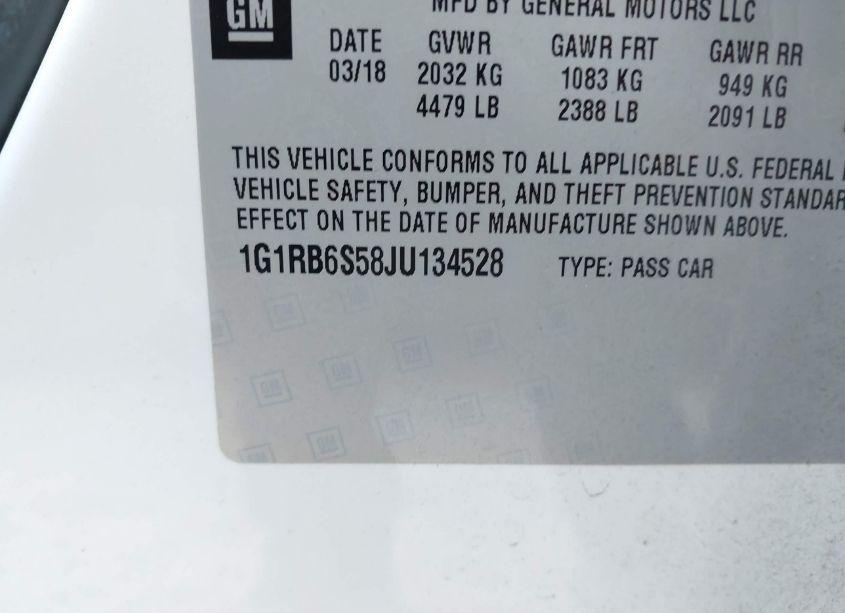 GM
MFD BY GENERAL MOTORS LLC
DATE GVWR GAWR FRT GAWR RR
03/18 2032 KG 1083 KG 949 KG
4479 LB 2388 LB 2091 LB
THIS VEHICLE CONFORMS TO ALL APPLICABLE U.S. FEDERAL
VEHICLE SAFETY, BUMPER, AND THEFT PREVENTION STANDAR
EFFECT ON THE DATE OF MANUFACTURE SHOWN ABOVE.
1G1RB6S58JU134528 TYPE: PASS CAR